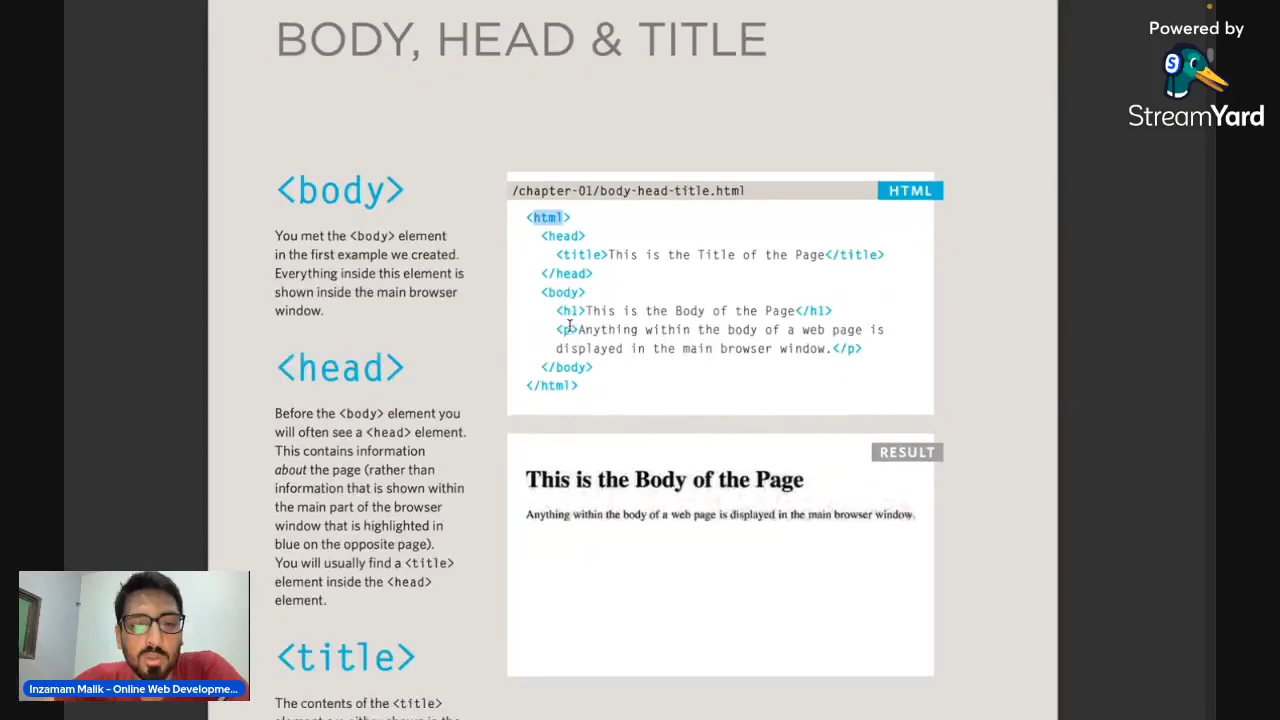 BODY, HEAD & TITLE
Powered by
StreamYard
<body>
You met the <body> element
in the first example we created.
Everything inside this element is
shown inside the main browser
window.
<head>
Before the <body> element you
will often see a <head> element.
This contains information
about the page (rather than
information that is shown within
the main part of the browser
window that is highlighted in
blue on the opposite page).
You will usually find a <title>
element inside the <head>
element.
<title>
The contents of the <title>
/chapter-01/body-head-title.html
HTML
<html>
<head>
<title>This is the Title of the Page</title>
</head>
<body>
<h1>This is the Body of the Page</h1>
<p>Anything within the body of a web page is
displayed in the main browser window.</p>
</body>
</html>
RESULT
This is the Body of the Page
Anything within the body of a web page is displayed in the main browser window.
Inzamam Malik - Online Web Developme...